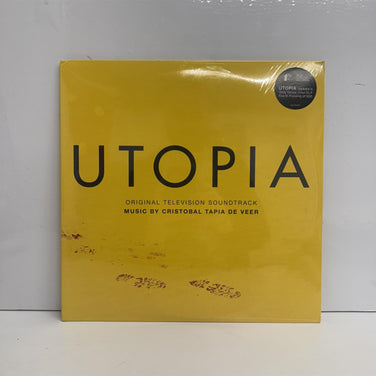 UTOPIA
UTOPIA
ORIGINAL TELEVISION SOUNDTRACK
MUSIC BY CRISTOBAL TAPIA DE VEER